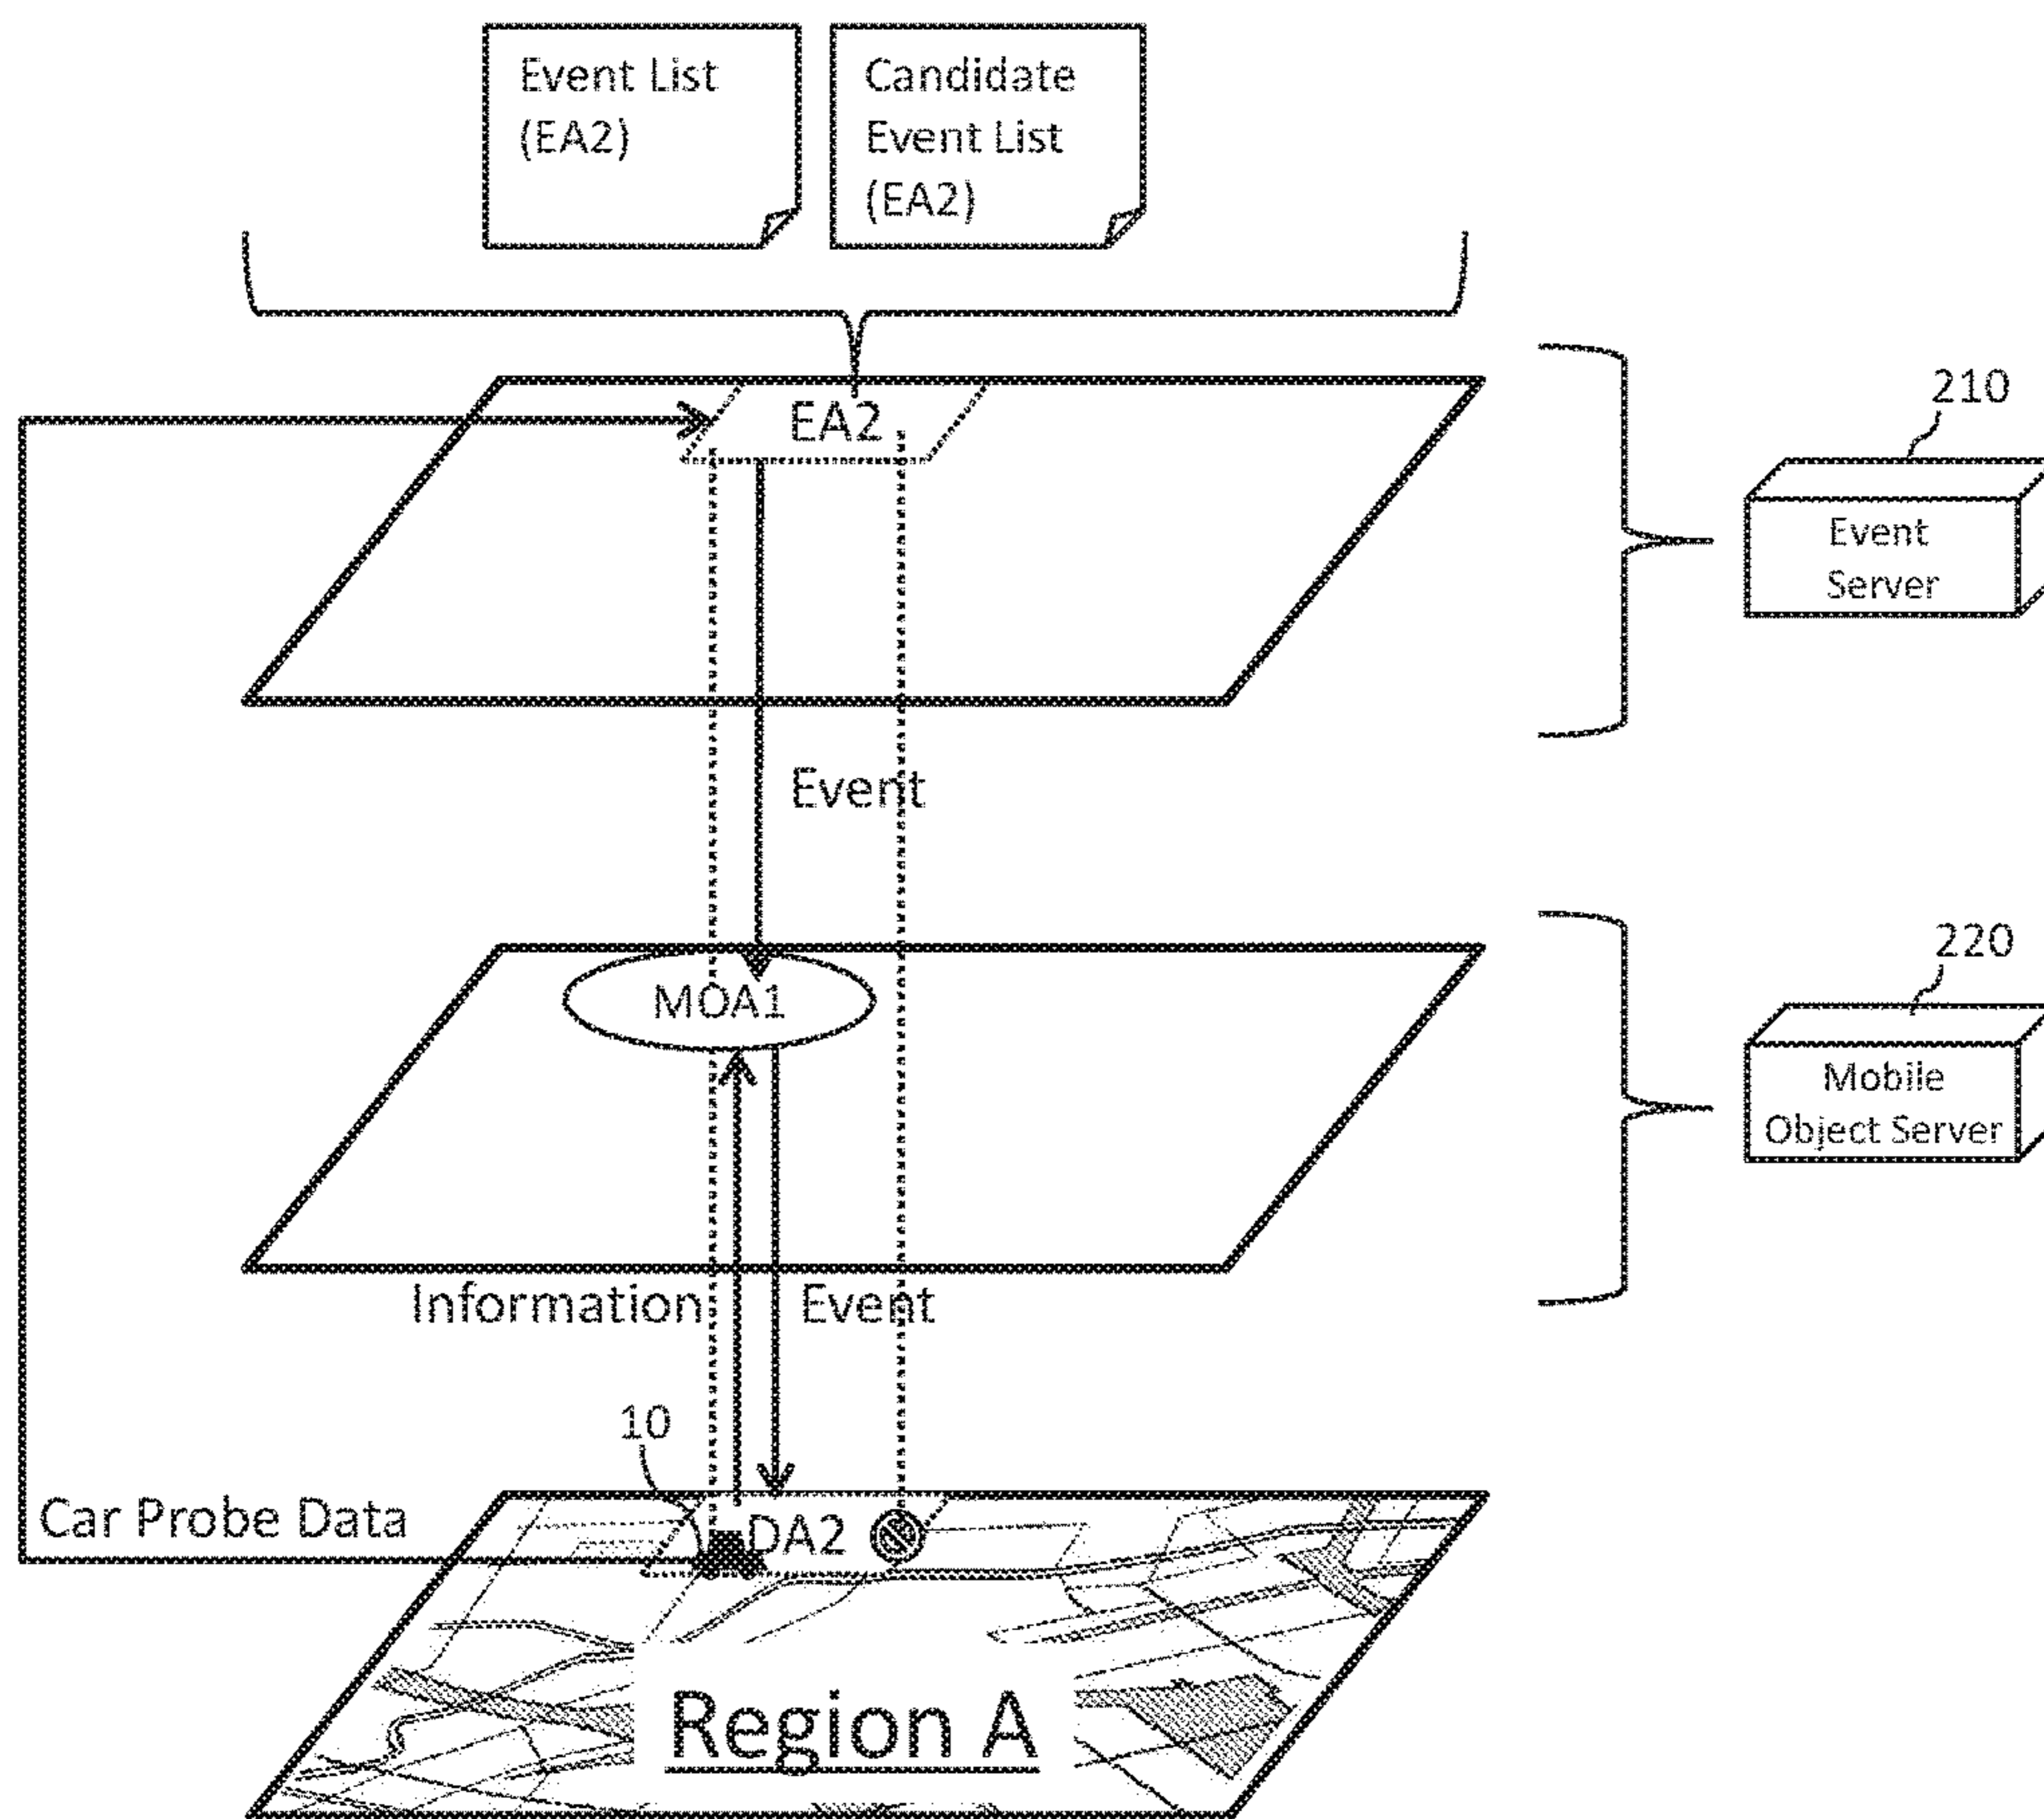 Event List
(EA2)
Candidate
Event List
(EA2)
EA2
210
Event
Server
Event
MOA1
220
Mobile
Object Server
Information
Event
10
Car Probe Data
DA2
Region A